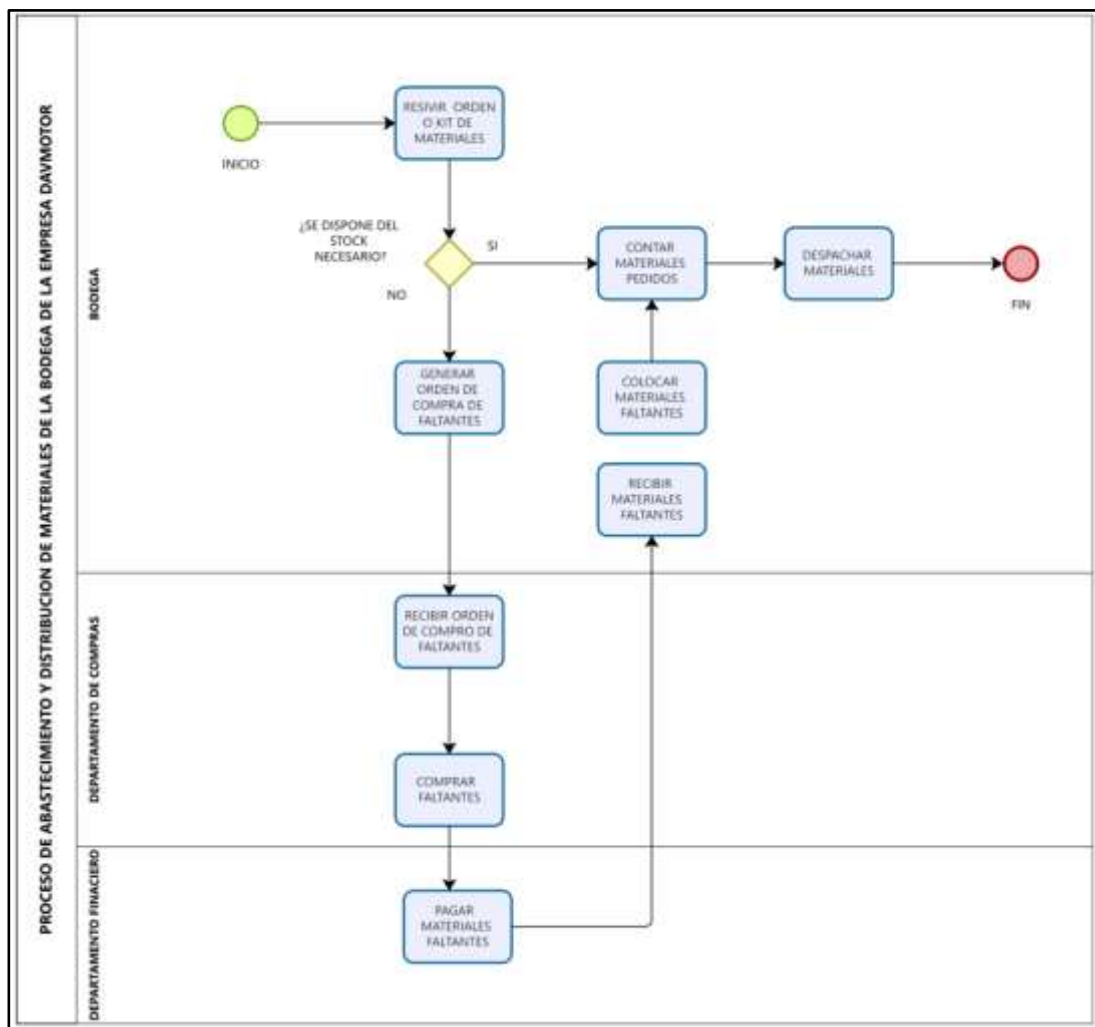 PROCESO DE ABASTECIMIENTO Y DISTRIBUCION DE MATERIALES DE LA BODEGA DE LA EMPRESA DAVMOTOR
BODEGA
INICIO
RESIVIR ORDEN
O KIT DE
MATERIALES
¿SE DISPONE DEL
STOCK
NECESARIO?
SI
NO
CONTAR
MATERIALES
PEDIDOS
DESPACHAR
MATERIALES
FIN
GENERAR
ORDEN DE
COMPRA DE
FALTANTES
COLOCAR
MATERIALES
FALTANTES
RECIBIR
MATERIALES
FALTANTES
DEPARTAMENTO DE COMPRAS
RECIBIR ORDEN
DE COMPRO DE
FALTANTES
COMPRAR
FALTANTES
DEPARTAMENTO FINACIERO
PAGAR
MATERIALES
FALTANTES